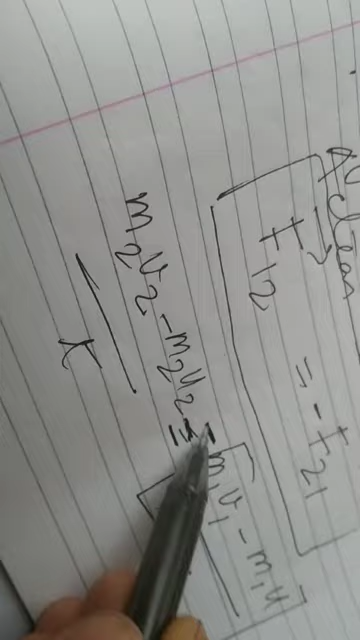 F₁₂ = -F₂₁
m₂v₂ - m₂u₂ = m₁v₁ - m₁u
t